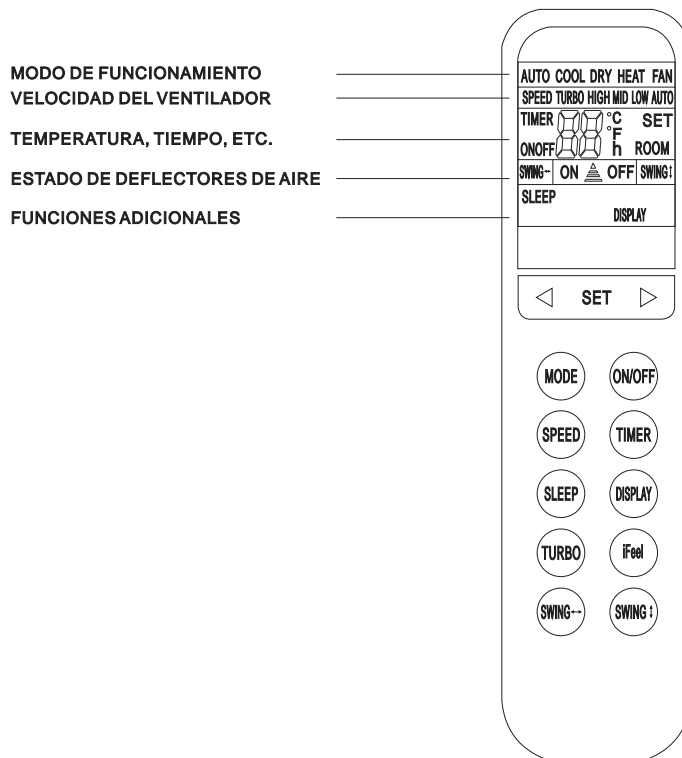 MODO DE FUNCIONAMIENTO
VELOCIDAD DEL VENTILADOR
TEMPERATURA, TIEMPO, ETC.
ESTADO DE DEFLECTORES DE AIRE
FUNCIONES ADICIONALES
AUTO COOL DRY HEAT FAN
SPEED TURBO HIGH MID LOW AUTO
TIMER 88 °C SET
°F
ONOFF h ROOM
SWING↔ ON OFF SWING↕
SLEEP
DISPLAY
◁ SET ▷
MODE ON/OFF
SPEED TIMER
SLEEP DISPLAY
TURBO iFeel
SWING↔ SWING↕